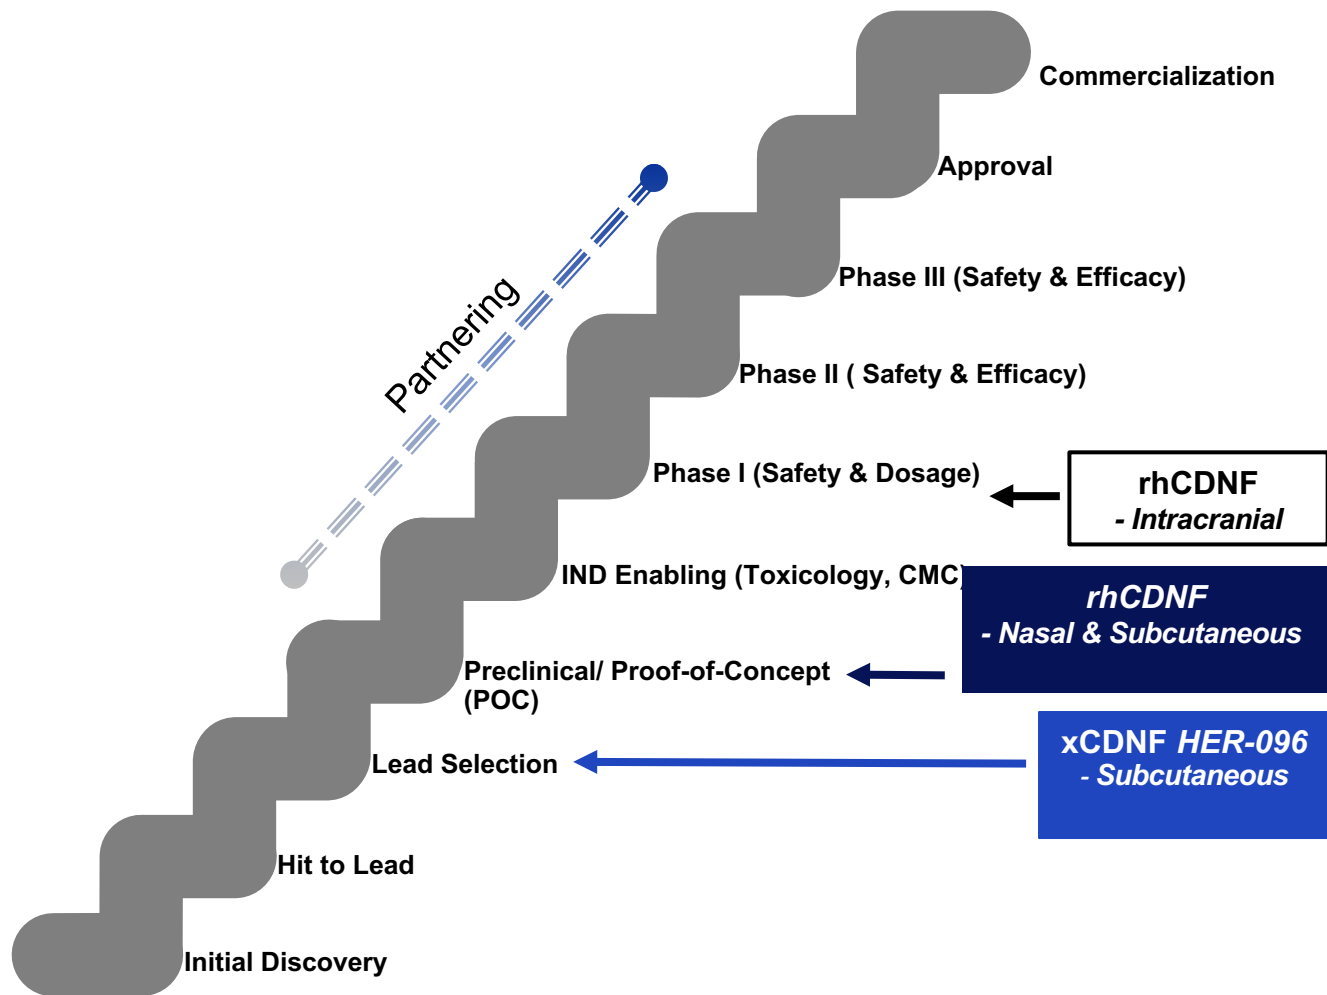 Commercialization
Approval
Partnering
Phase III (Safety & Efficacy)
Phase II ( Safety & Efficacy)
Phase I (Safety & Dosage)
rhCDNF
- Intracranial
IND Enabling (Toxicology, CMC)
rhCDNF
- Nasal & Subcutaneous
Preclinical/ Proof-of-Concept
(POC)
xCDNF HER-096
- Subcutaneous
Lead Selection
Hit to Lead
Initial Discovery